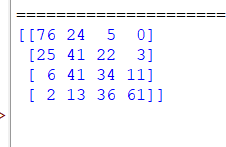 =====================
[[76 24  5  0]
 [25 41 22  3]
 [ 6 41 34 11]
 [ 2 13 36 61]]
>